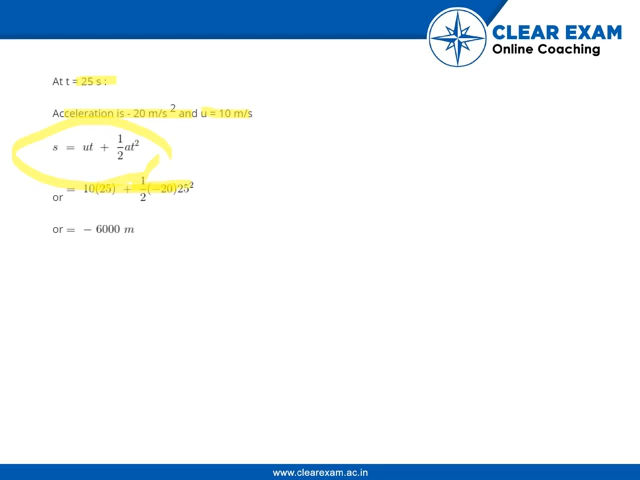 CLEAR EXAM
Online Coaching
At t = 25 s :
Acceleration is - 20 m/s ² and u = 10 m/s
s = ut + 1/2 at²
or = 10(25) + 1/2 (−20)25²
or = − 6000 m
www.clearexam.ac.in